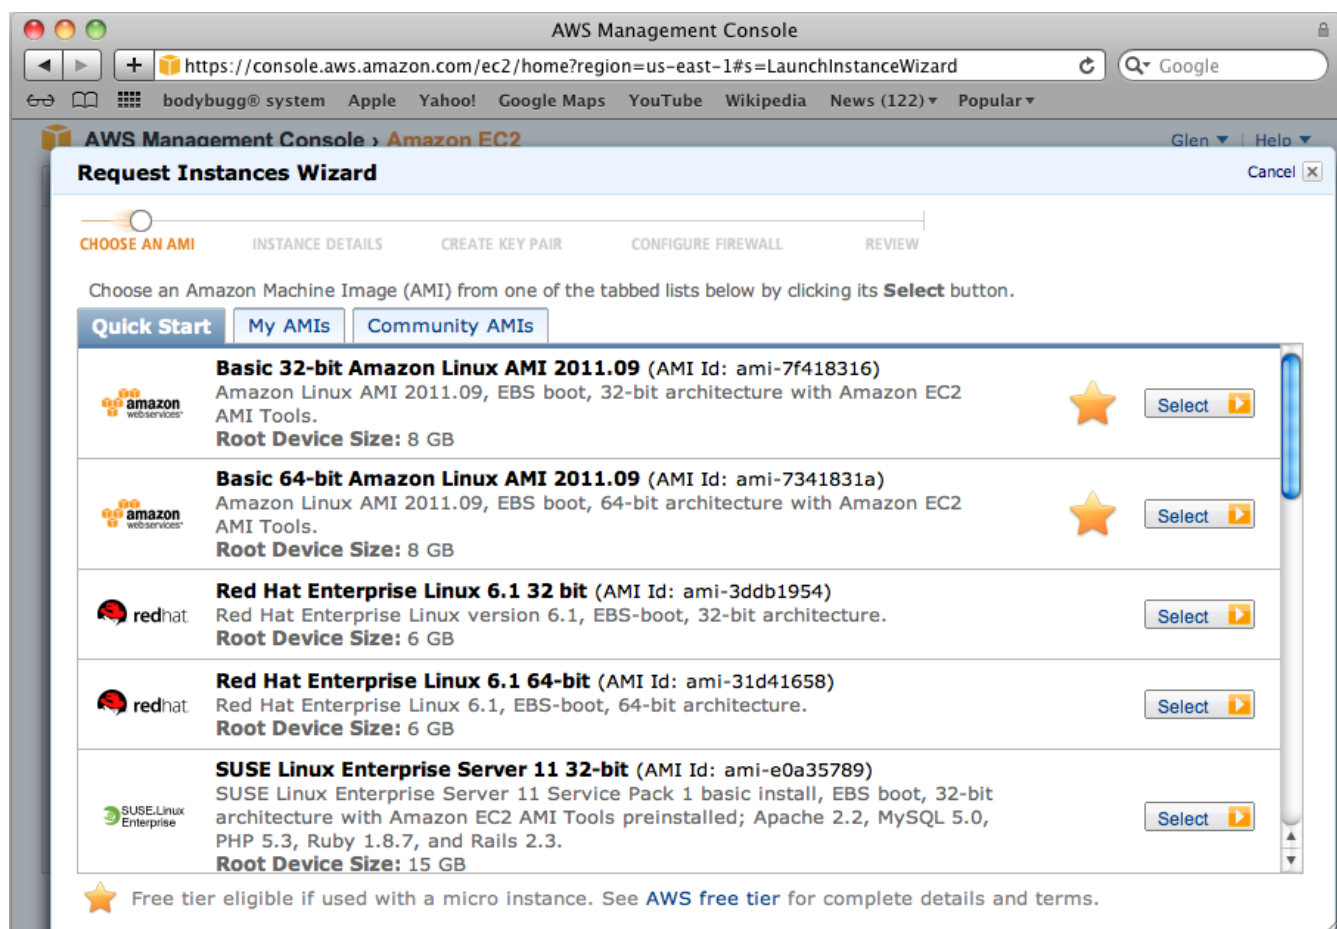 AWS Management Console
https://console.aws.amazon.com/ec2/home?region=us-east-1#s=LaunchInstanceWizard
Google
bodybugg® system Apple Yahoo! Google Maps YouTube Wikipedia News (122) Popular
AWS Management Console › Amazon EC2
Glen | Help
Request Instances Wizard
Cancel
CHOOSE AN AMI INSTANCE DETAILS CREATE KEY PAIR CONFIGURE FIREWALL REVIEW
Choose an Amazon Machine Image (AMI) from one of the tabbed lists below by clicking its Select button.
Quick Start My AMIs Community AMIs
Basic 32-bit Amazon Linux AMI 2011.09 (AMI Id: ami-7f418316)
Amazon Linux AMI 2011.09, EBS boot, 32-bit architecture with Amazon EC2
AMI Tools.
Root Device Size: 8 GB
amazon
webservices™
Select
Basic 64-bit Amazon Linux AMI 2011.09 (AMI Id: ami-7341831a)
Amazon Linux AMI 2011.09, EBS boot, 64-bit architecture with Amazon EC2
AMI Tools.
Root Device Size: 8 GB
amazon
webservices™
Select
Red Hat Enterprise Linux 6.1 32 bit (AMI Id: ami-3ddb1954)
Red Hat Enterprise Linux version 6.1, EBS-boot, 32-bit architecture.
Root Device Size: 6 GB
redhat.
Select
Red Hat Enterprise Linux 6.1 64-bit (AMI Id: ami-31d41658)
Red Hat Enterprise Linux 6.1, EBS-boot, 64-bit architecture.
Root Device Size: 6 GB
redhat.
Select
SUSE Linux Enterprise Server 11 32-bit (AMI Id: ami-e0a35789)
SUSE Linux Enterprise Server 11 Service Pack 1 basic install, EBS boot, 32-bit
architecture with Amazon EC2 AMI Tools preinstalled; Apache 2.2, MySQL 5.0,
PHP 5.3, Ruby 1.8.7, and Rails 2.3.
Root Device Size: 15 GB
SUSE.Linux
Enterprise
Select
Free tier eligible if used with a micro instance. See AWS free tier for complete details and terms.